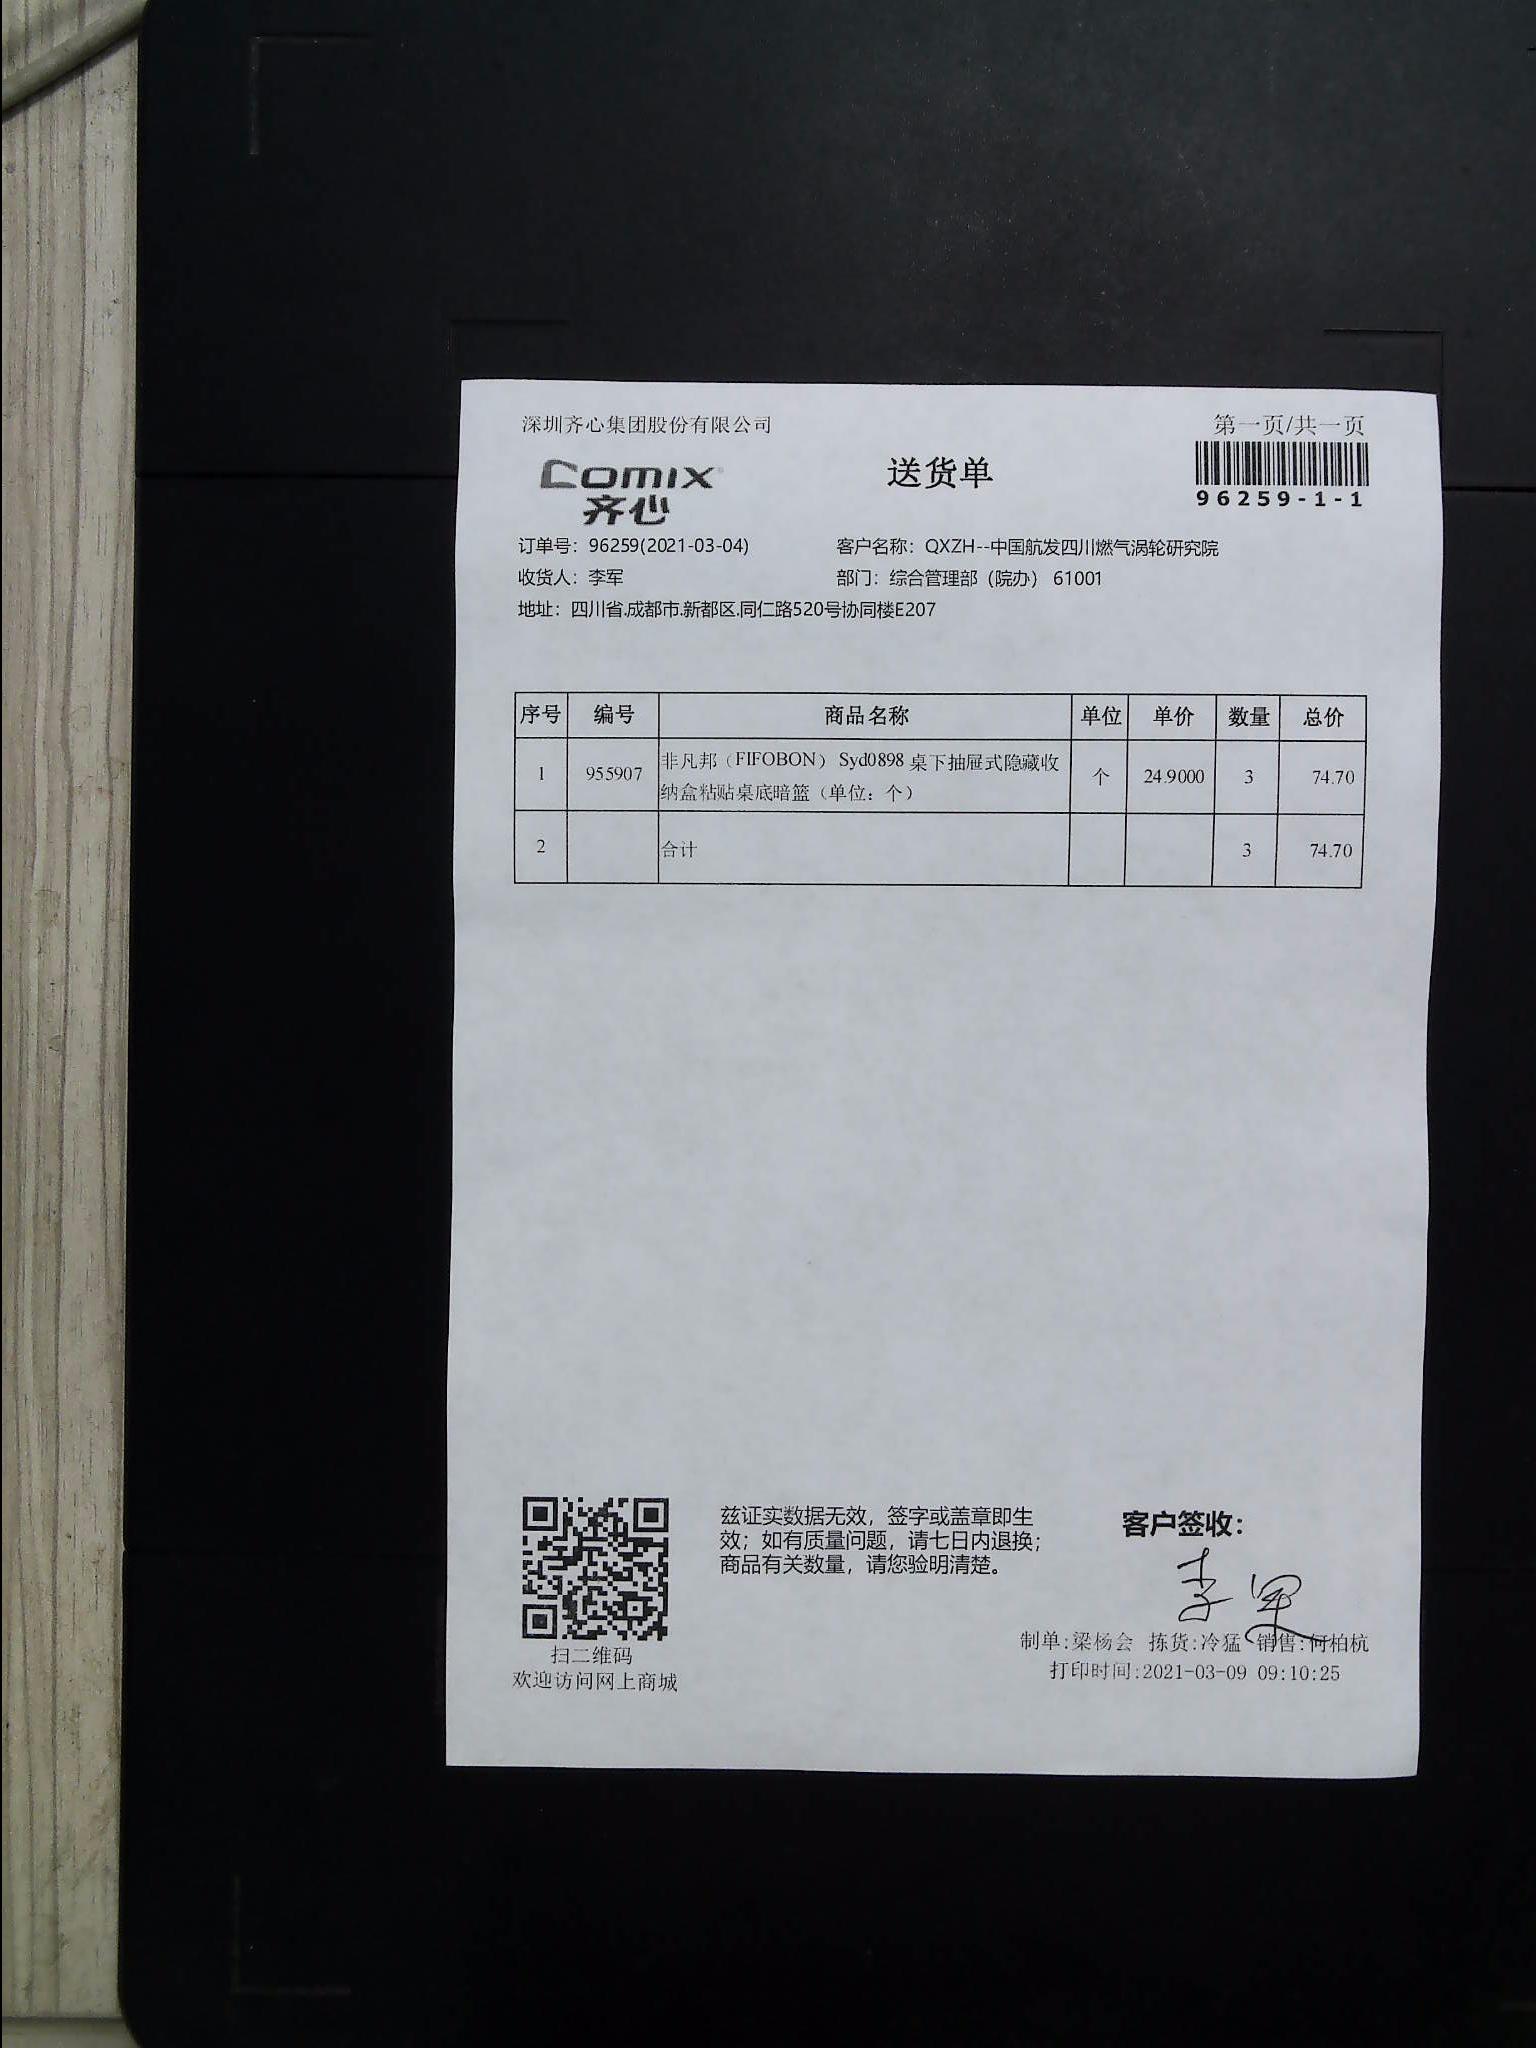 深圳齐心集团股份有限公司
第一页/共一页
comix
齐心
送货单
96259-1-1
订单号：96259(2021-03-04)
客户名称：QXZH--中国航发四川燃气涡轮研究院
收货人：李军
部门：综合管理部（院办） 61001
地址：四川省.成都市.新都区.同仁路520号协同楼E207
序号 编号 商品名称 单位 单价 数量 总价
1 955907 非凡邦（FIFOBON） Syd0898 桌下抽屉式隐藏收 个 24.9000 3 74.70
纳盒粘贴桌底暗篮（单位：个）
2 合计 3 74.70
兹证实数据无效，签字或盖章即生
效；如有质量问题，请七日内退换；
商品有关数量，请您验明清楚。
客户签收：
李军
制单:梁杨会 拣货:冷猛 销售:何柏杭
打印时间:2021-03-09 09:10:25
扫二维码
欢迎访问网上商城